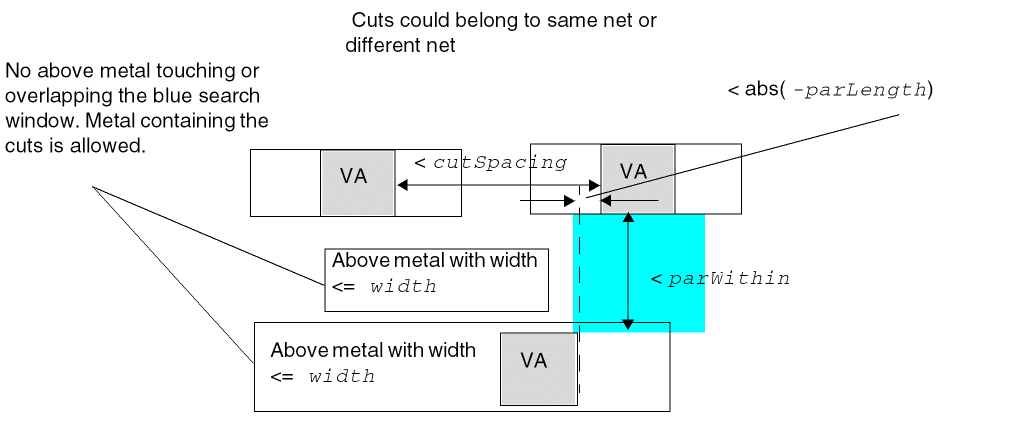 Cuts could belong to same net or
different net
No above metal touching or
overlapping the blue search
window. Metal containing the
cuts is allowed.
< abs( -parLength)
< cutSpacing
VA
VA
Above metal with width
<= width
< parWithin
Above metal with width
<= width
VA